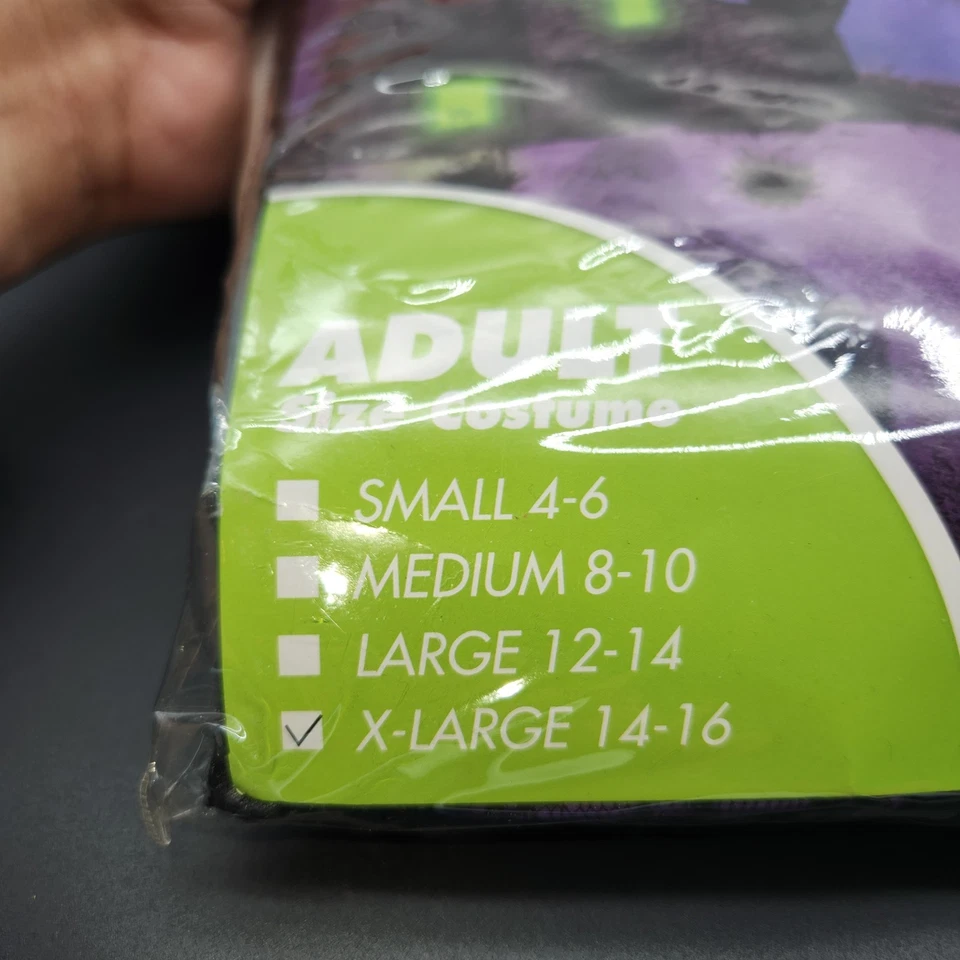 ADULT
Size Costume
SMALL 4-6
MEDIUM 8-10
LARGE 12-14
X-LARGE 14-16